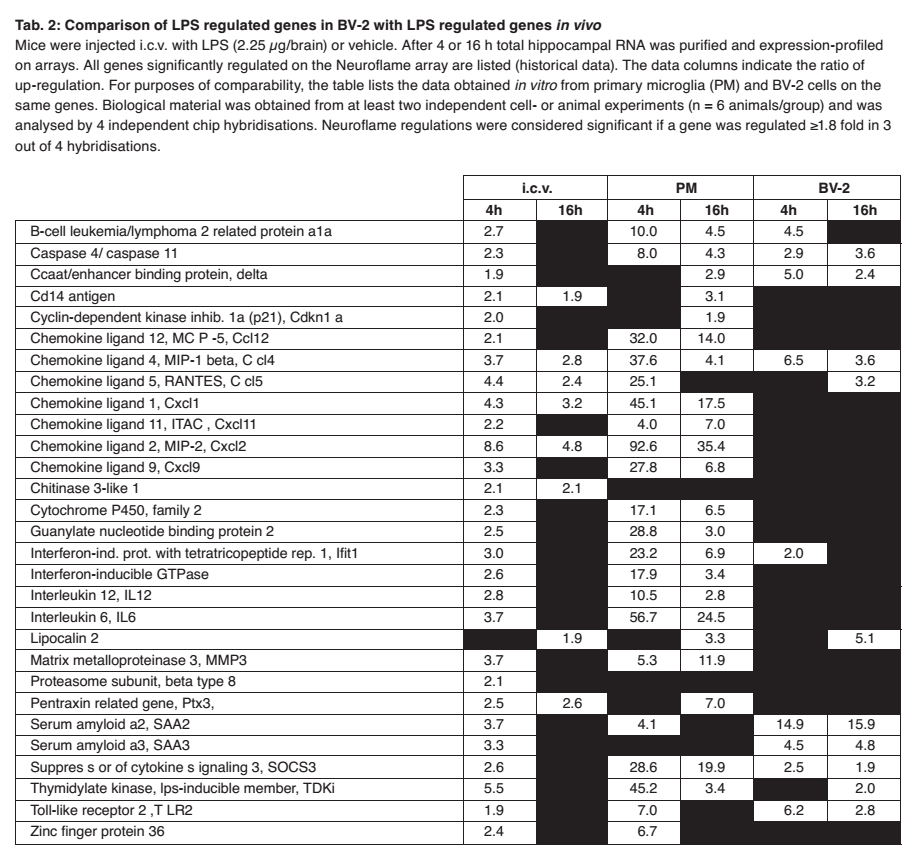 Tab. 2: Comparison of LPS regulated genes in BV-2 with LPS regulated genes in vivo
Mice were injected i.c.v. with LPS (2.25 µg/brain) or vehicle. After 4 or 16 h total hippocampal RNA was purified and expression-profiled
on arrays. All genes significantly regulated on the Neuroflame array are listed (historical data). The data columns indicate the ratio of
up-regulation. For purposes of comparability, the table lists the data obtained in vitro from primary microglia (PM) and BV-2 cells on the
same genes. Biological material was obtained from at least two independent cell- or animal experiments (n = 6 animals/group) and was
analysed by 4 independent chip hybridisations. Neuroflame regulations were considered significant if a gene was regulated ≥1.8 fold in 3
out of 4 hybridisations.
i.c.v. PM BV-2
4h 16h 4h 16h 4h 16h
B-cell leukemia/lymphoma 2 related protein a1a 2.7 10.0 4.5 4.5
Caspase 4/ caspase 11 2.3 8.0 4.3 2.9 3.6
Ccaat/enhancer binding protein, delta 1.9 2.9 5.0 2.4
Cd14 antigen 2.1 1.9 3.1
Cyclin-dependent kinase inhib. 1a (p21), Cdkn1 a 2.0 1.9
Chemokine ligand 12, MC P -5, Ccl12 2.1 32.0 14.0
Chemokine ligand 4, MIP-1 beta, C cl4 3.7 2.8 37.6 4.1 6.5 3.6
Chemokine ligand 5, RANTES, C cl5 4.4 2.4 25.1 3.2
Chemokine ligand 1, Cxcl1 4.3 3.2 45.1 17.5
Chemokine ligand 11, ITAC , Cxcl11 2.2 4.0 7.0
Chemokine ligand 2, MIP-2, Cxcl2 8.6 4.8 92.6 35.4
Chemokine ligand 9, Cxcl9 3.3 27.8 6.8
Chitinase 3-like 1 2.1 2.1
Cytochrome P450, family 2 2.3 17.1 6.5
Guanylate nucleotide binding protein 2 2.5 28.8 3.0
Interferon-ind. prot. with tetratricopeptide rep. 1, Ifit1 3.0 23.2 6.9 2.0
Interferon-inducible GTPase 2.6 17.9 3.4
Interleukin 12, IL12 2.8 10.5 2.8
Interleukin 6, IL6 3.7 56.7 24.5
Lipocalin 2 1.9 3.3 5.1
Matrix metalloproteinase 3, MMP3 3.7 5.3 11.9
Proteasome subunit, beta type 8 2.1
Pentraxin related gene, Ptx3, 2.5 2.6 7.0
Serum amyloid a2, SAA2 3.7 4.1 14.9 15.9
Serum amyloid a3, SAA3 3.3 4.5 4.8
Suppres s or of cytokine s ignaling 3, SOCS3 2.6 28.6 19.9 2.5 1.9
Thymidylate kinase, lps-inducible member, TDKi 5.5 45.2 3.4 2.0
Toll-like receptor 2 ,T LR2 1.9 7.0 6.2 2.8
Zinc finger protein 36 2.4 6.7